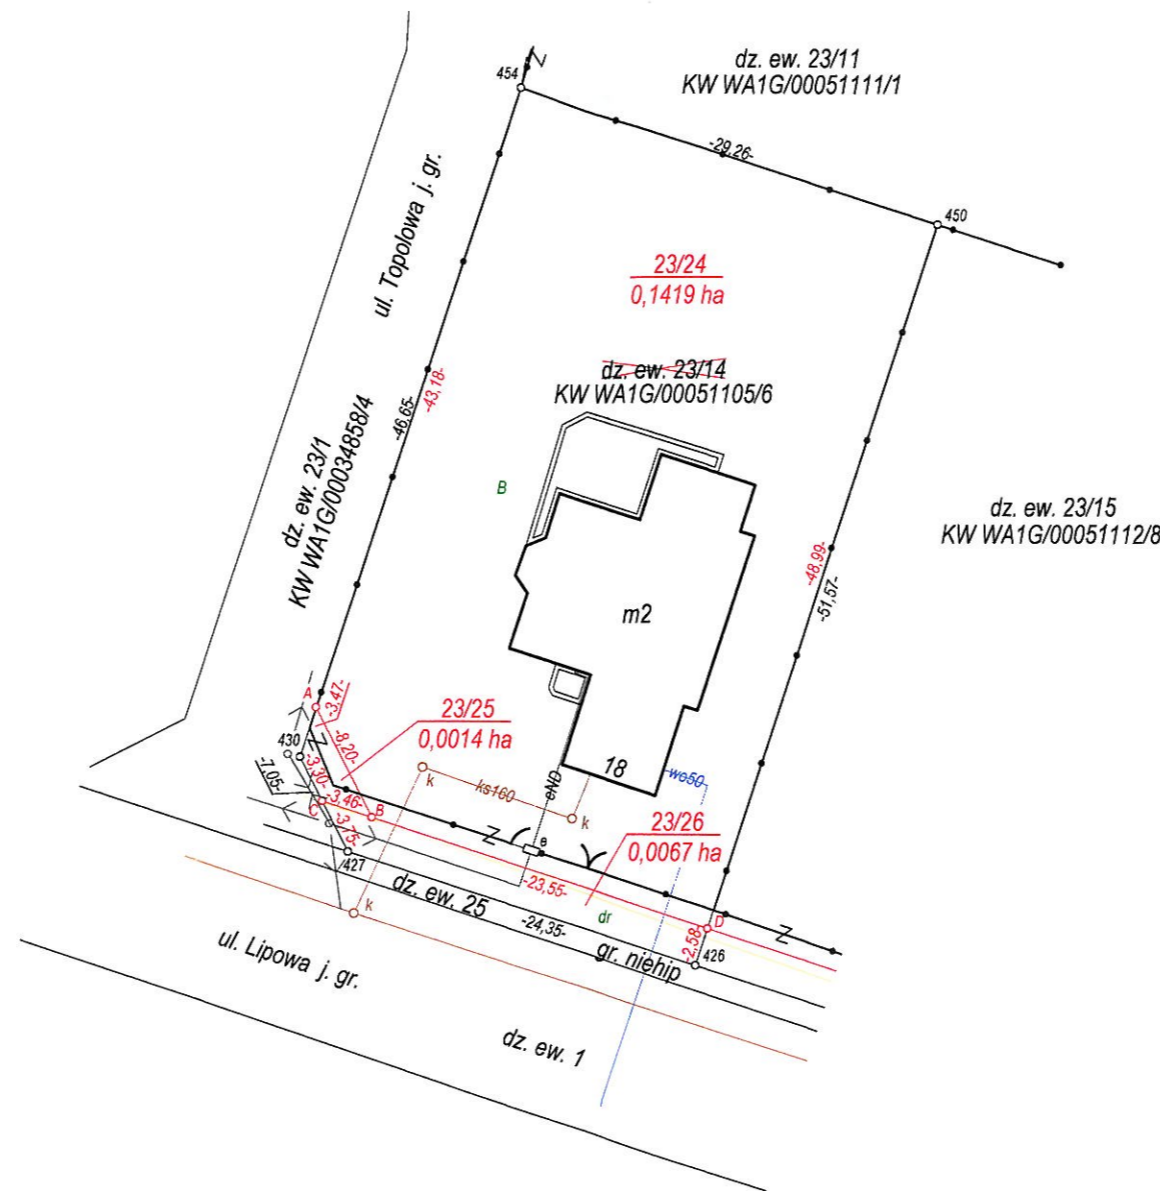 dz. ew. 23/11
KW WA1G/00051111/1
454
-29,26-
450
ul. Topolowa j. gr.
23/24
0,1419 ha
dz. ew. 23/14
KW WA1G/00051105/6
-46,65-
-43,18-
dz. ew. 23/1
KW WA1G/00034858/4
B
dz. ew. 23/15
KW WA1G/00051112/8
-48,99-
-51,57-
m2
A
-3,47-
-8,20-
23/25
0,0014 ha
430
-7,05-
-3,30-
-3,46-
B
C
-3,75-
427
k
ks160
k
eND
18
wo50
e
23/26
0,0067 ha
-23,55-
dr
D
-2,58-
426
Z
Z
Z
Z
dz. ew. 25
-24,35-
gr. niehip
k
ul. Lipowa j. gr.
dz. ew. 1